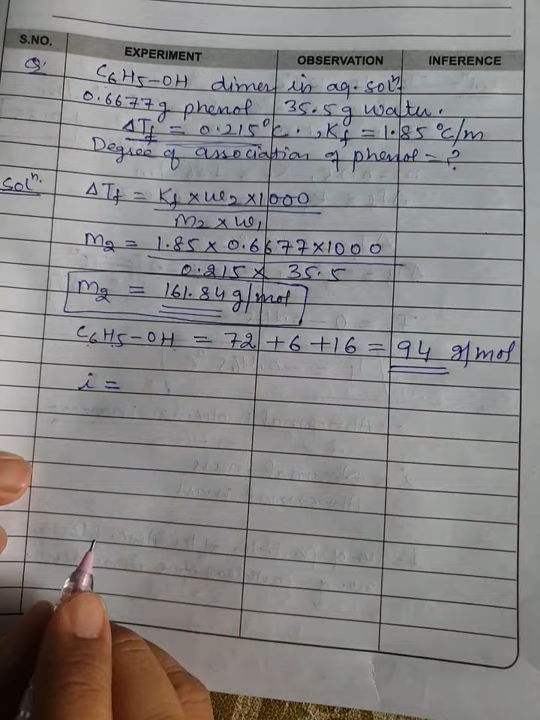 S.NO. EXPERIMENT OBSERVATION INFERENCE
Q. C6H5-OH dimer in aq. solⁿ
0.6677g phenol 35.5g water.
ΔTf = 0.215°C. , Kf = 1.85 °C/m
Degree of association of phenol = ?
Solⁿ. ΔTf = Kf × w2 × 1000
M2 × w1
M2 = 1.85 × 0.6677 × 1000
0.215 × 35.5
M2 = 161.84 g/mol
C6H5-OH = 72 + 6 + 16 = 94 g/mol
i =